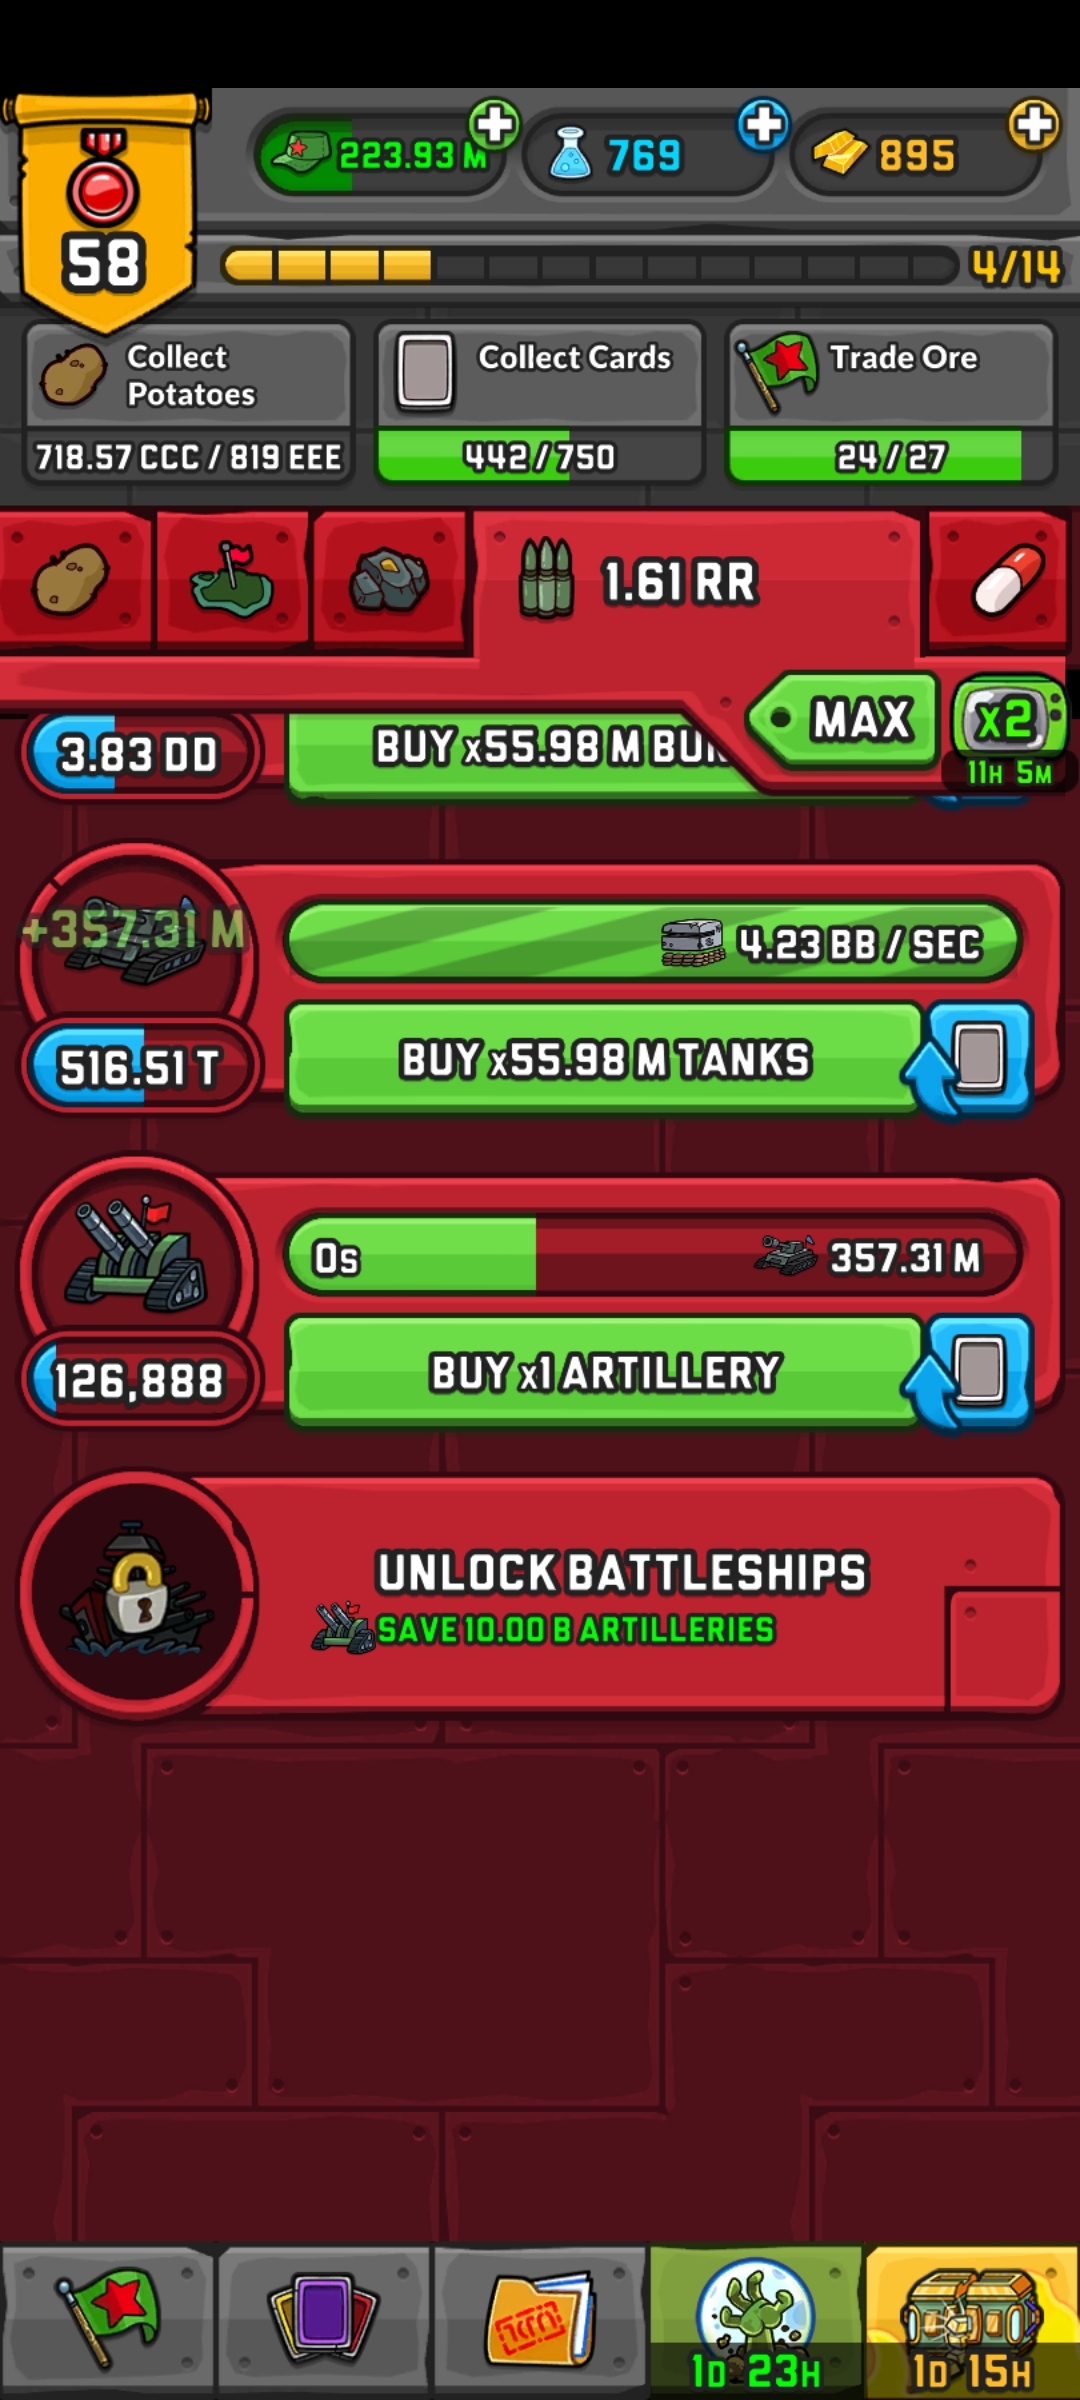 223.93 M
769
895
58
4/14
Collect
Potatoes
718.57 CCC / 819 EEE
Collect Cards
442/750
Trade Ore
24/27
1.61 RR
MAX
x2
11H 5M
3.83 DD
BUY x55.98 M
+357.31 M
4.23 BB / SEC
516.51 T
BUY x55.98 M TANKS
0s
357.31 M
126,888
BUY x1 ARTILLERY
UNLOCK BATTLESHIPS
SAVE 10.00 B ARTILLERIES
1D 23H
1D 15H